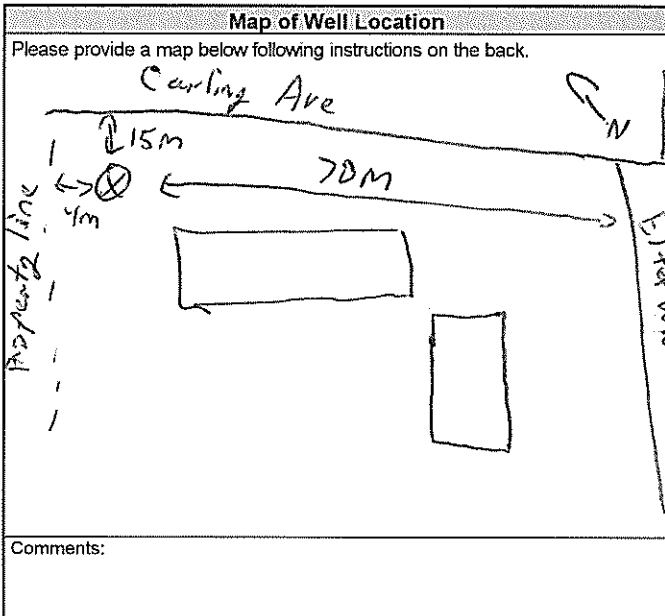 Map of Well Location
Please provide a map below following instructions on the back.
Carling Ave
N
15m
70m
4m
Property line
Comments: